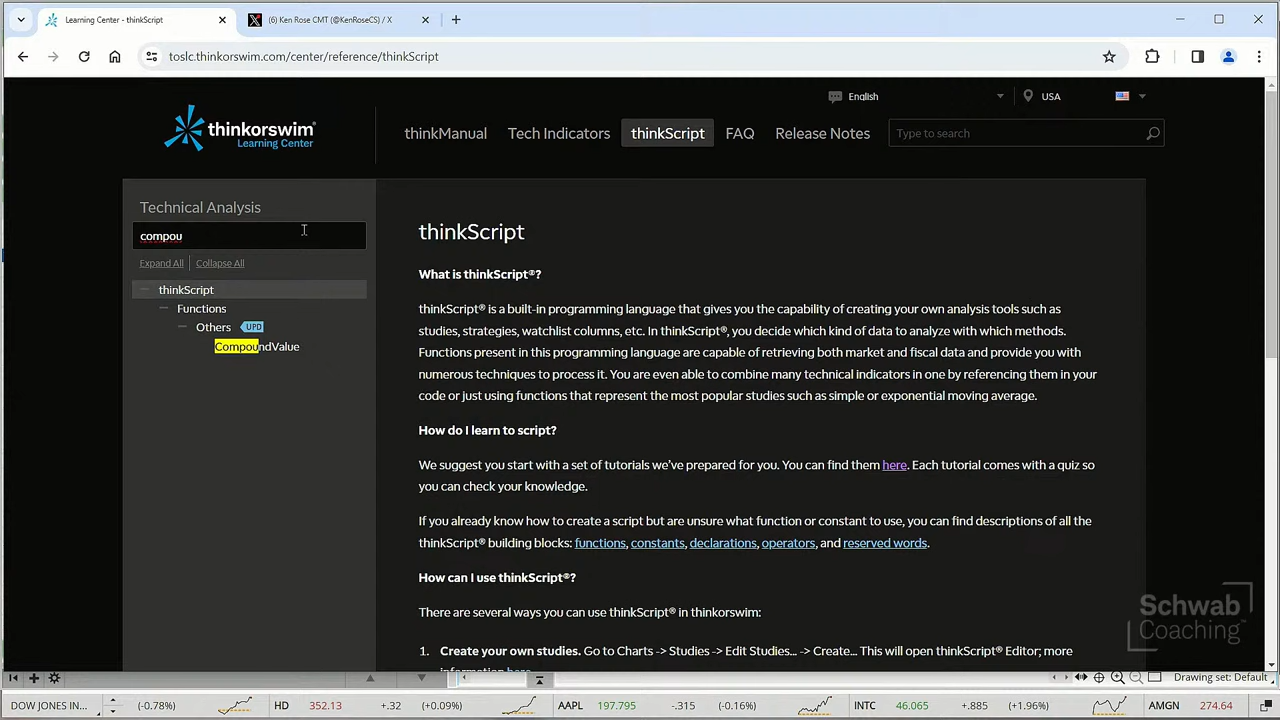 Learning Center - thinkScript
(6) Ken Rose CMT (@KenRoseCS) / X
toslc.thinkorswim.com/center/reference/thinkScript
English
USA
thinkorswim®
Learning Center
thinkManual
Tech Indicators
thinkScript
FAQ
Release Notes
Type to search
Technical Analysis
compou
Expand All
Collapse All
thinkScript
Functions
Others UPD
CompoundValue
thinkScript
What is thinkScript®?
thinkScript® is a built-in programming language that gives you the capability of creating your own analysis tools such as
studies, strategies, watchlist columns, etc. In thinkScript®, you decide which kind of data to analyze with which methods.
Functions present in this programming language are capable of retrieving both market and fiscal data and provide you with
numerous techniques to process it. You are even able to combine many technical indicators in one by referencing them in your
code or just using functions that represent the most popular studies such as simple or exponential moving average.
How do I learn to script?
We suggest you start with a set of tutorials we've prepared for you. You can find them here. Each tutorial comes with a quiz so
you can check your knowledge.
If you already know how to create a script but are unsure what function or constant to use, you can find descriptions of all the
thinkScript® building blocks: functions, constants, declarations, operators, and reserved words.
How can I use thinkScript®?
There are several ways you can use thinkScript® in thinkorswim:
1. Create your own studies. Go to Charts -> Studies -> Edit Studies... -> Create... This will open thinkScript® Editor; more
information here
Schwab
Coaching
Drawing set: Default
DOW JONES IN... (-0.78%) HD 352.13 +.32 (+0.09%) AAPL 197.795 -.315 (-0.16%) INTC 46.065 +.885 (+1.96%) AMGN 274.64